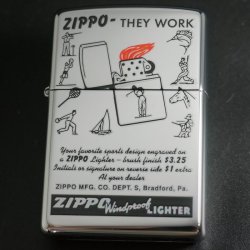 ZIPPO - THEY WORK
Your favorite sports design engraved on
a ZIPPO Lighter - brush finish $3.25
Initials or signature on reverse side $1 extra
At your dealer
ZIPPO MFG. CO. DEPT. S, Bradford, Pa.
ZIPPO Windproof LIGHTER